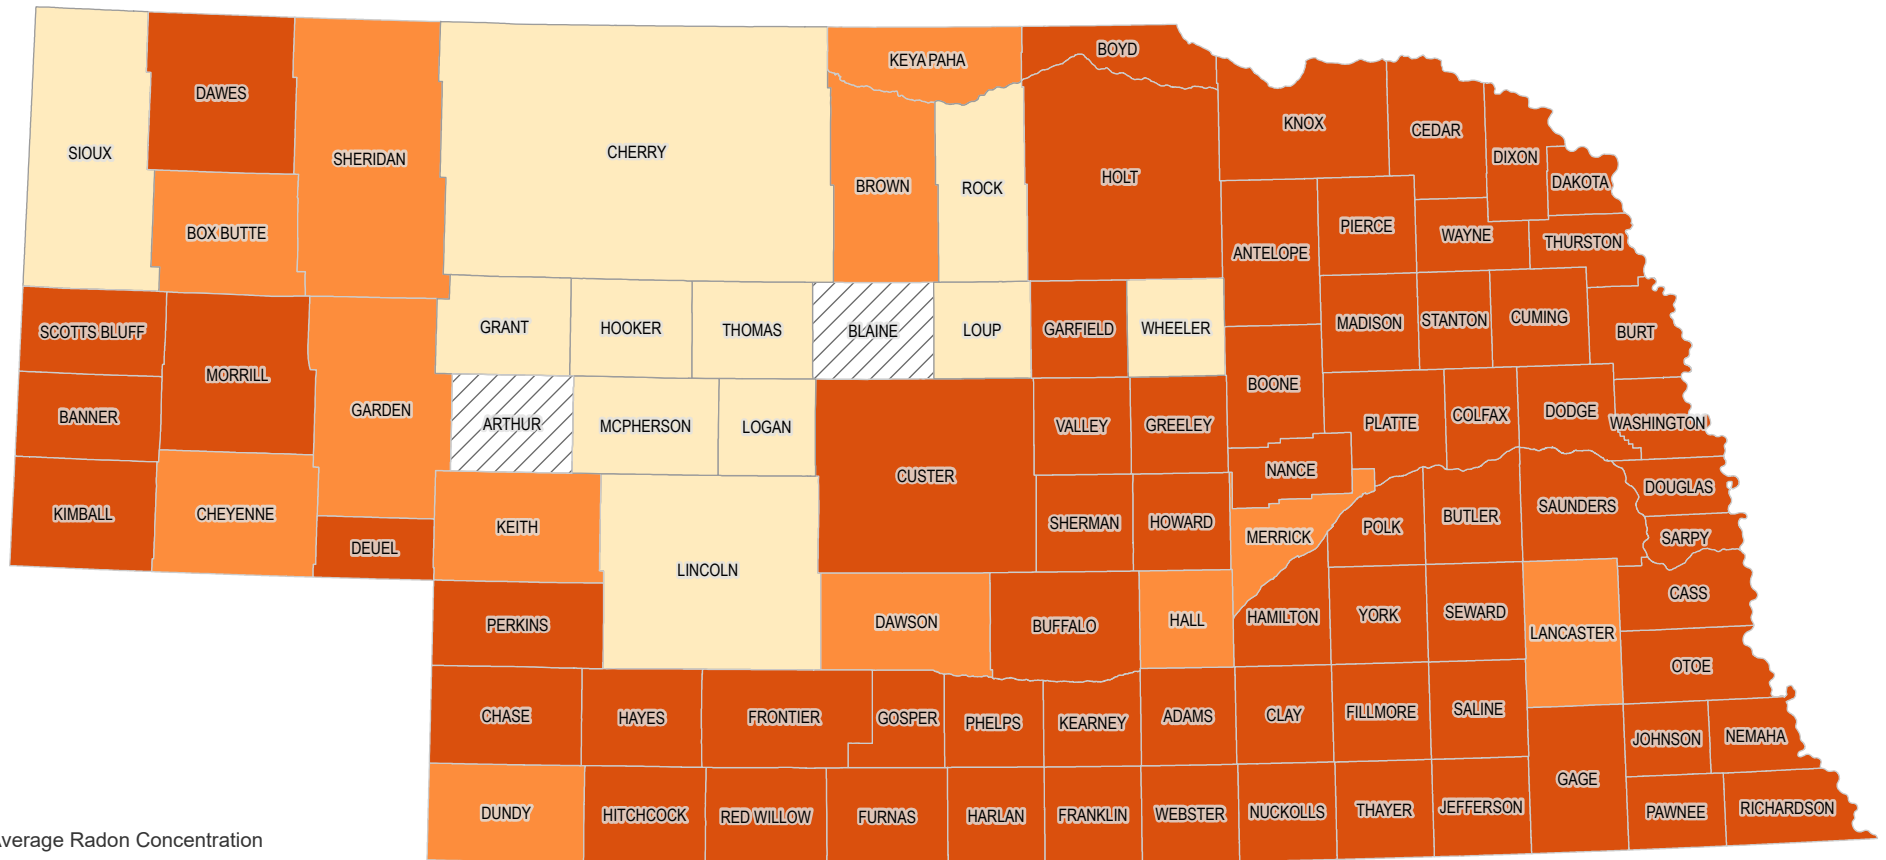 BOYD
KEYA PAHA
DAWES
KNOX
CEDAR
SIOUX
SHERIDAN
CHERRY
DIXON
HOLT
DAKOTA
BROWN
ROCK
PIERCE
BOX BUTTE
WAYNE
THURSTON
ANTELOPE
SCOTTS BLUFF
GRANT
HOOKER
THOMAS
BLAINE
LOUP
GARFIELD
WHEELER
MADISON
STANTON
CUMING
BURT
MORRILL
BOONE
BANNER
GARDEN
ARTHUR
MCPHERSON
LOGAN
VALLEY
GREELEY
PLATTE
COLFAX
DODGE
WASHINGTON
CUSTER
NANCE
DOUGLAS
KIMBALL
CHEYENNE
KEITH
SHERMAN
HOWARD
MERRICK
POLK
BUTLER
SAUNDERS
SARPY
DEUEL
LINCOLN
CASS
PERKINS
DAWSON
BUFFALO
HALL
HAMILTON
YORK
SEWARD
LANCASTER
OTOE
CHASE
HAYES
FRONTIER
GOSPER
PHELPS
KEARNEY
ADAMS
CLAY
FILLMORE
SALINE
JOHNSON
NEMAHA
GAGE
DUNDY
HITCHCOCK
RED WILLOW
FURNAS
HARLAN
FRANKLIN
WEBSTER
NUCKOLLS
THAYER
JEFFERSON
PAWNEE
RICHARDSON
Average Radon Concentration